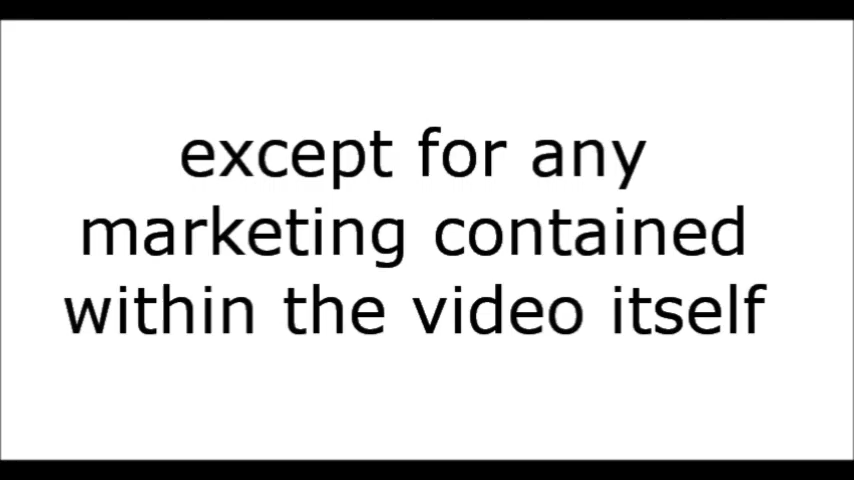 except for any
marketing contained
within the video itself